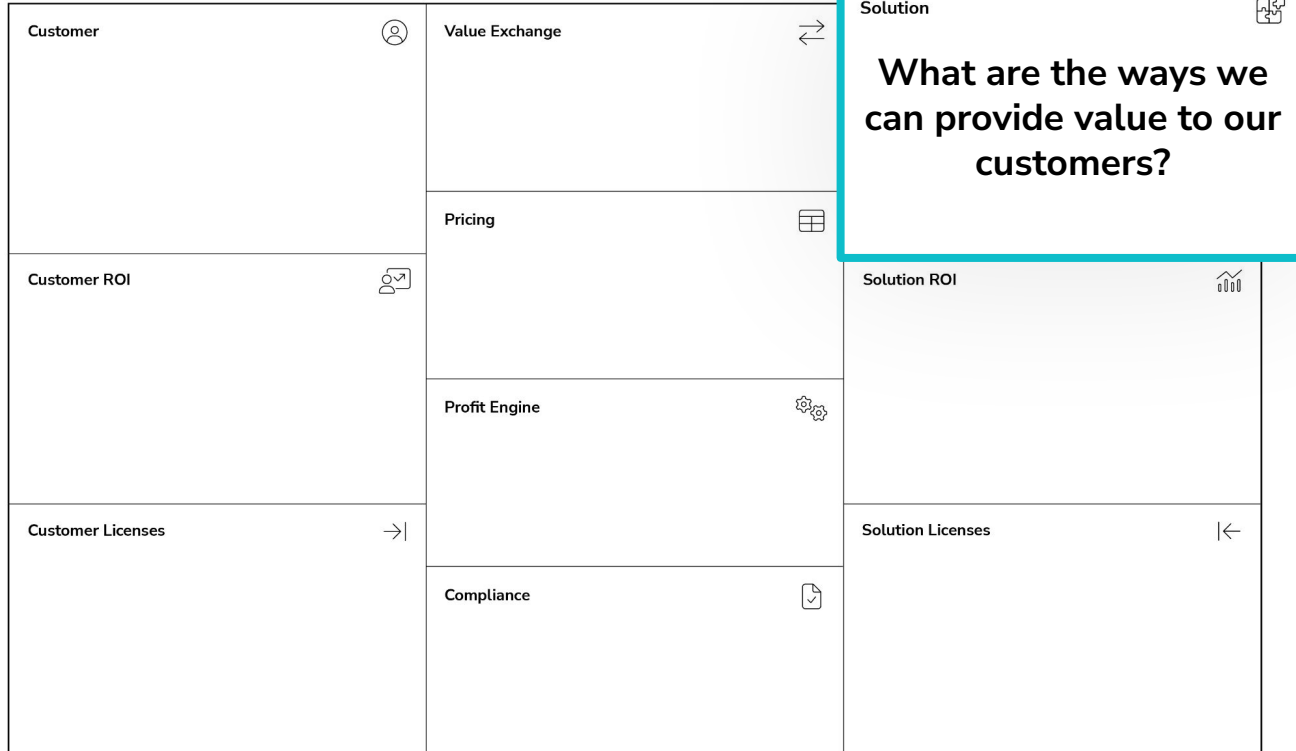 Customer
Value Exchange
Solution
What are the ways we
can provide value to our
customers?
Pricing
Customer ROI
Solution ROI
Profit Engine
Customer Licenses
Solution Licenses
Compliance